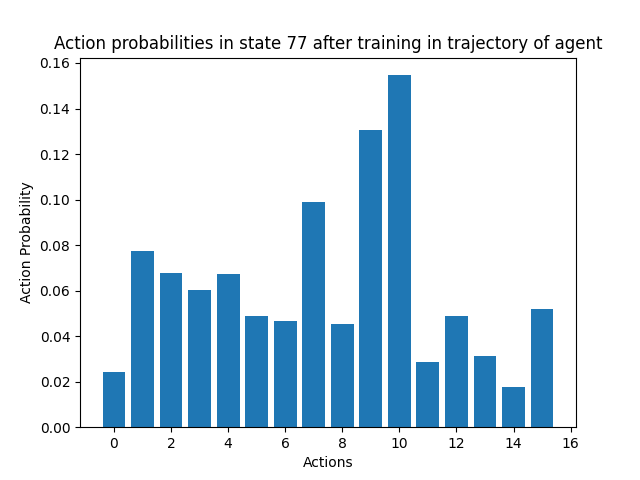 Action probabilities in state 77 after training in trajectory of agent
0.16
0.14
0.12
0.10
0.08
0.06
0.04
0.02
0.00
Action Probability
0 2 4 6 8 10 12 14 16
Actions